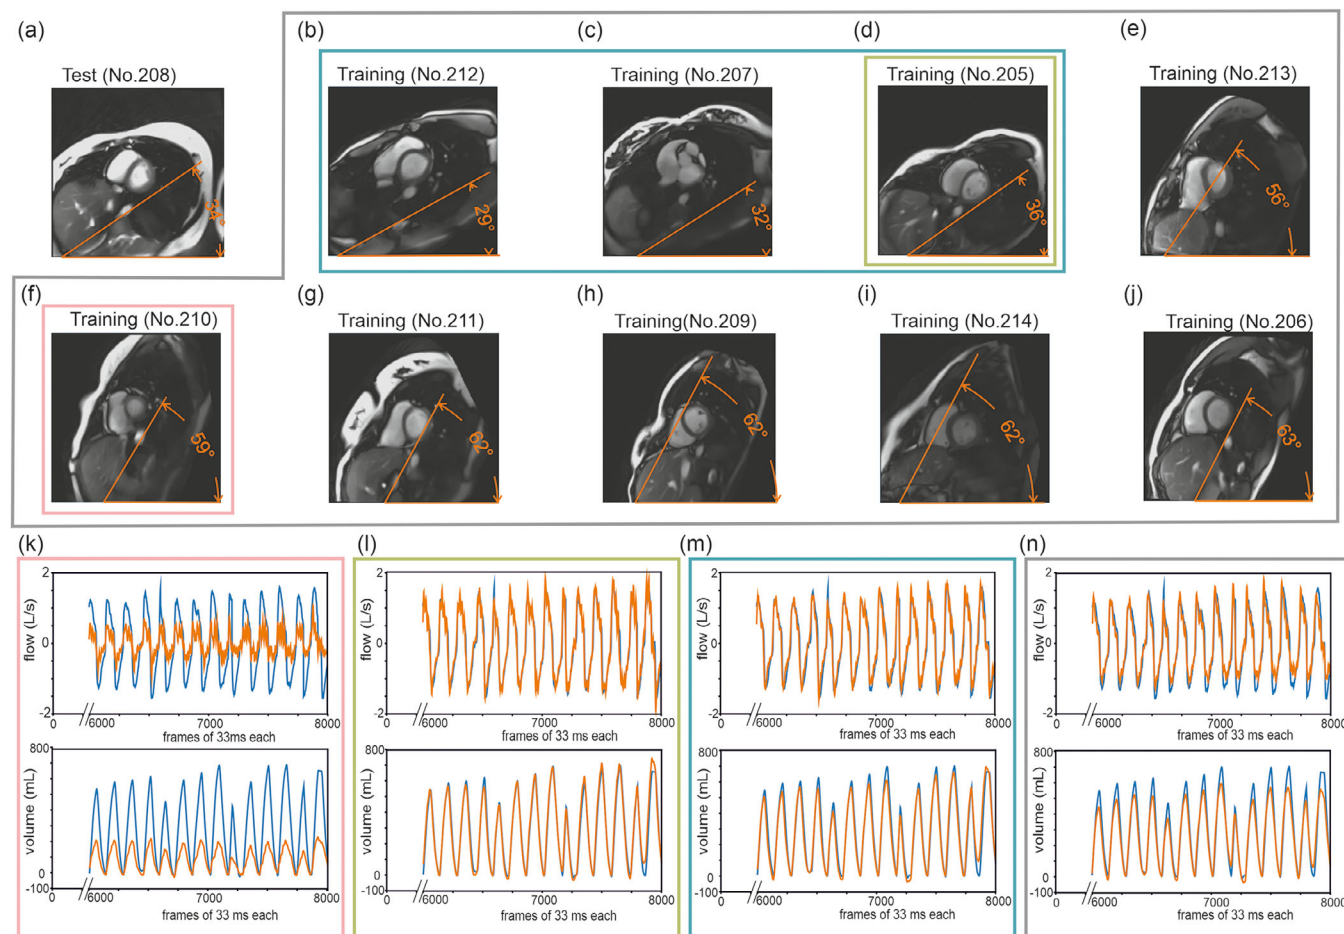 (a)
(b)
(c)
(d)
(e)
Test (No.208)
Training (No.212)
Training (No.207)
Training (No.205)
Training (No.213)
34°
29°
32°
36°
56°
(f)
(g)
(h)
(i)
(j)
Training (No.210)
Training (No.211)
Training(No.209)
Training (No.214)
Training (No.206)
59°
62°
62°
62°
63°
(k)
(l)
(m)
(n)
flow (L/s)
2
0
-2
0
6000
7000
8000
frames of 33ms each
volume (mL)
800
0
-100
0
6000
7000
8000
frames of 33 ms each
flow (L/s)
2
0
-2
0
6000
7000
8000
frames of 33 ms each
volume (mL)
800
0
-100
0
6000
7000
8000
frames of 33 ms each
flow (L/s)
2
0
-2
0
6000
7000
8000
frames of 33 ms each
volume (mL)
800
0
-100
0
6000
7000
8000
frames of 33 ms each
flow (L/s)
2
0
-2
0
6000
7000
8000
frames of 33 ms each
volume (mL)
800
0
-100
0
6000
7000
8000
frames of 33 ms each